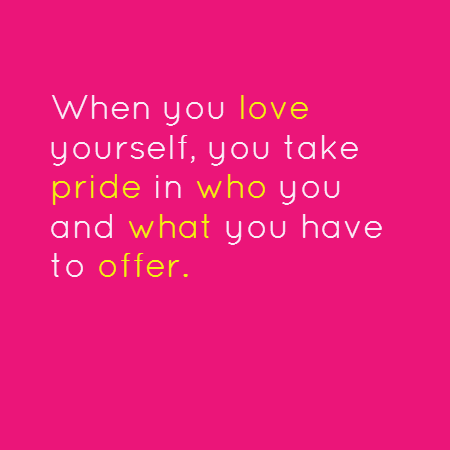 When you love
yourself, you take
pride in who you
and what you have
to offer.